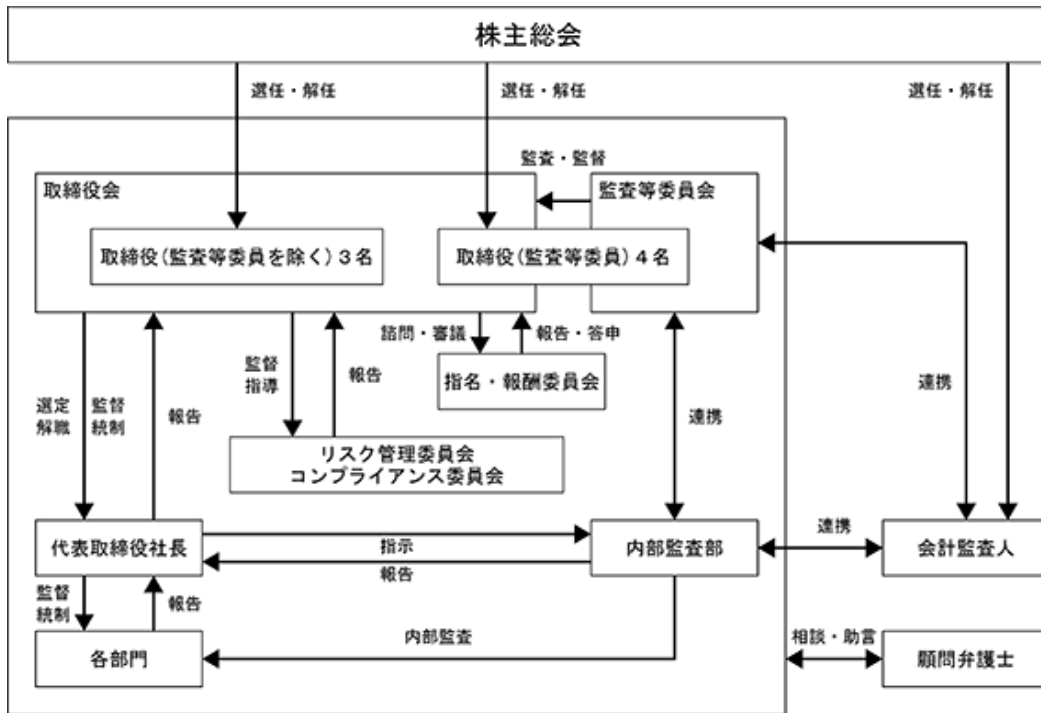 株主総会
選任・解任
選任・解任
選任・解任
監査・監督
取締役会
監査等委員会
取締役(監査等委員を除く)3名
取締役(監査等委員)4名
諮問・審議
報告・答申
監督
指導
報告
指名・報酬委員会
連携
連携
選定
解職
監督
統制
報告
リスク管理委員会
コンプライアンス委員会
代表取締役社長
指示
報告
内部監査部
連携
会計監査人
監督
統制
報告
各部門
内部監査
相談・助言
顧問弁護士